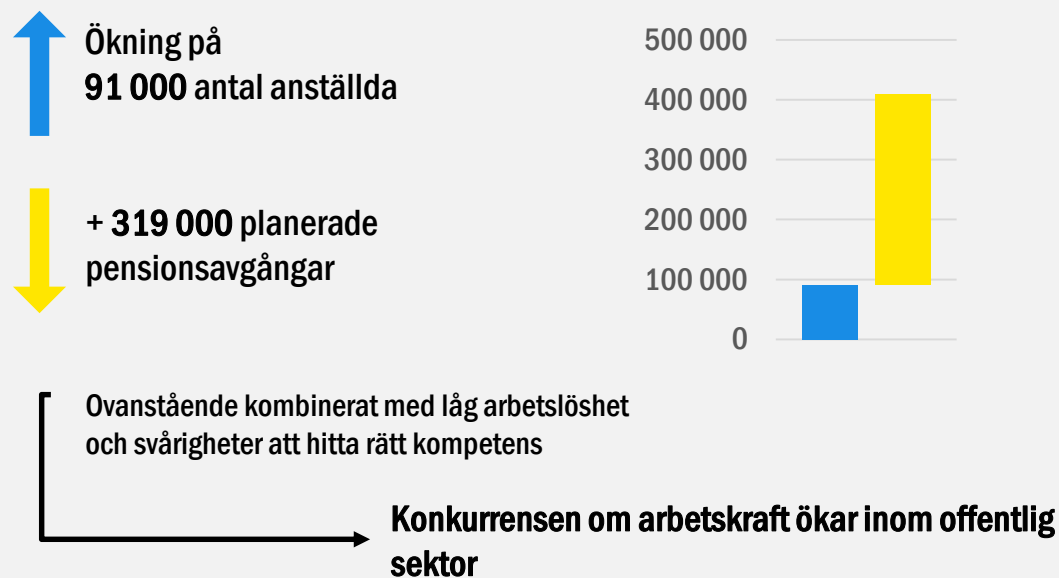 Ökning på
91 000 antal anställda
+ 319 000 planerade
pensionsavgångar
500 000
400 000
300 000
200 000
100 000
0
Ovanstående kombinerat med låg arbetslöshet
och svårigheter att hitta rätt kompetens
Konkurrensen om arbetskraft ökar inom offentlig
sektor